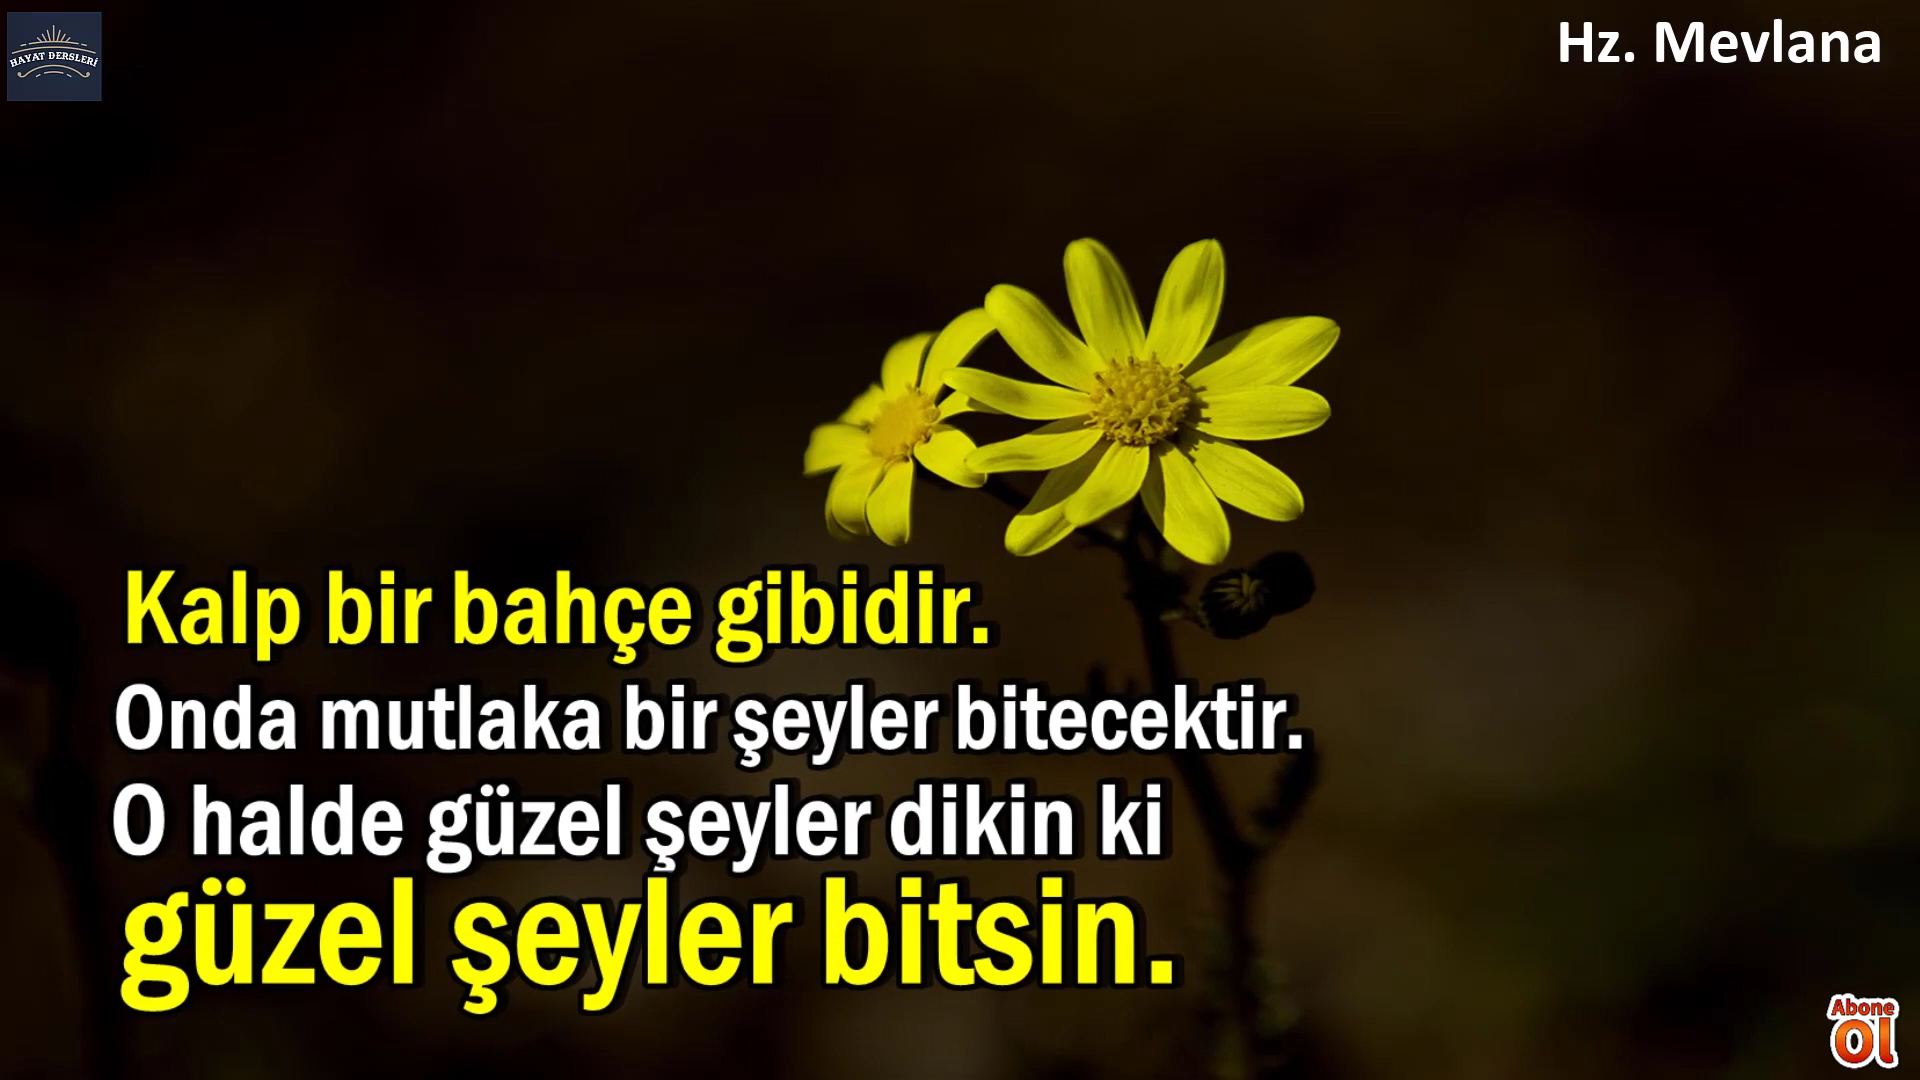 HAYAT DERSLERİ
Hz. Mevlana
Kalp bir bahçe gibidir.
Onda mutlaka bir şeyler bitecektir.
O halde güzel şeyler dikin ki
güzel şeyler bitsin.
Abone
Ol